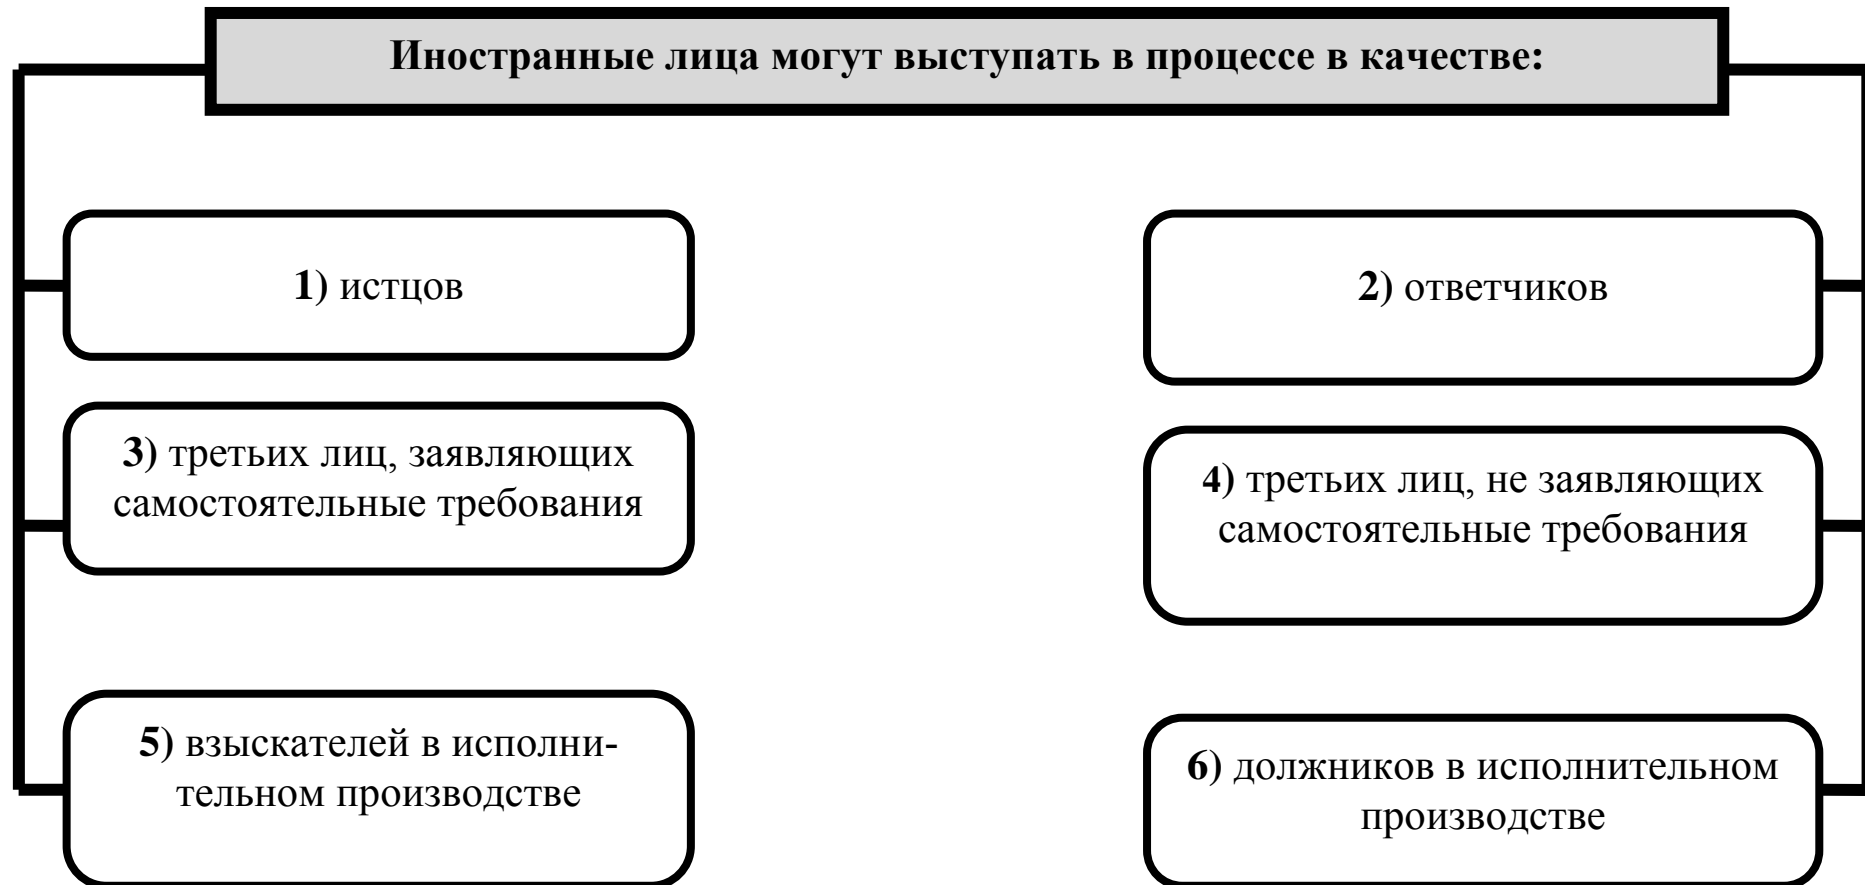 Иностранные лица могут выступать в процессе в качестве:
1) истцов
2) ответчиков
3) третьих лиц, заявляющих
самостоятельные требования
4) третьих лиц, не заявляющих
самостоятельные требования
5) взыскателей в исполни-
тельном производстве
6) должников в исполнительном
производстве